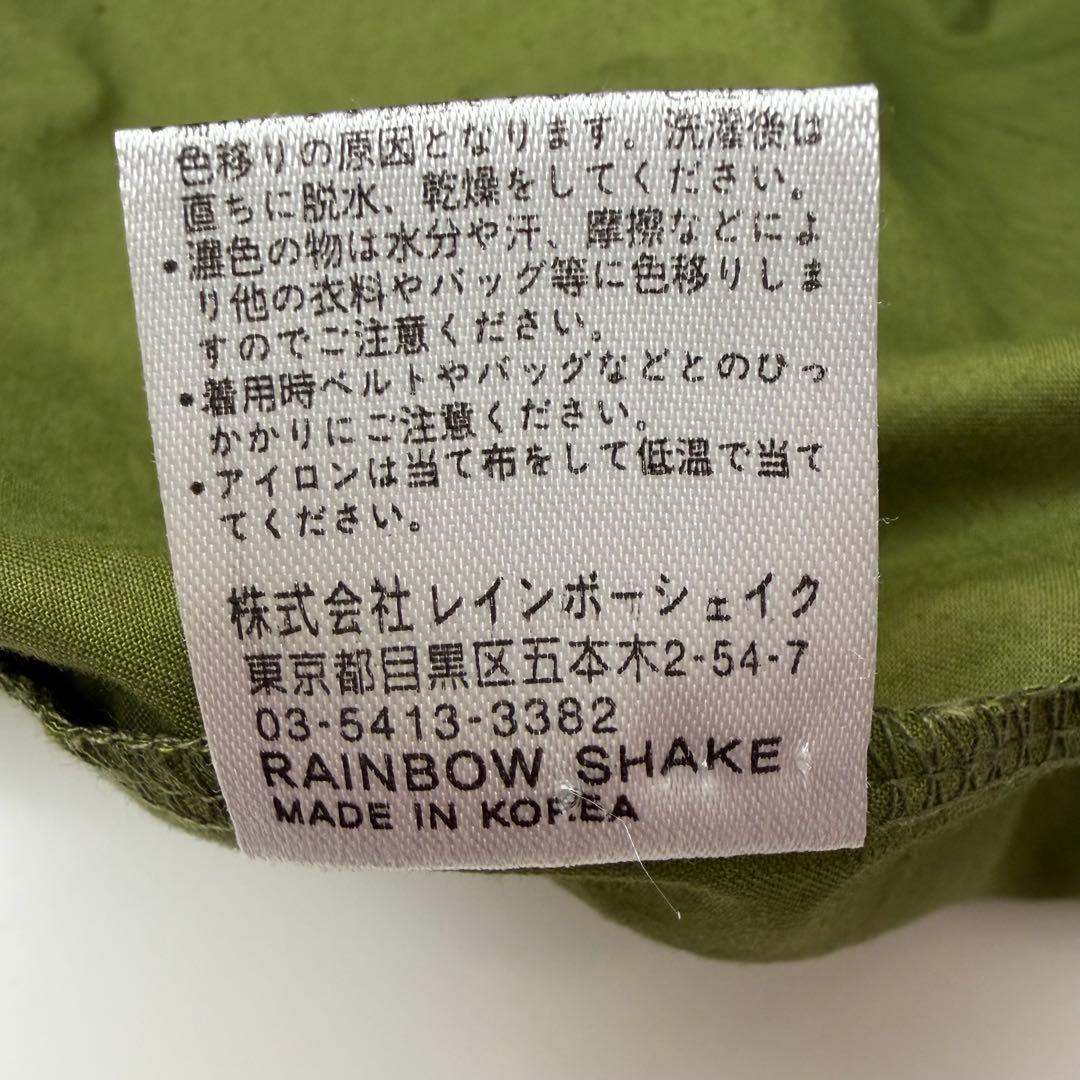 色移りの原因となります。洗濯後は
直ちに脱水、乾燥をしてください。
・濃色の物は水分や汗、摩擦などによ
り他の衣料やバッグ等に色移りしま
すのでご注意ください。
・着用時ベルトやバッグなどとのひっ
かかりにご注意ください。
・アイロンは当て布をして低温で当て
てください。
株式会社レインボーシェイク
東京都目黒区五本木2-54-7
03-5413-3382
RAINBOW SHAKE
MADE IN KOREA